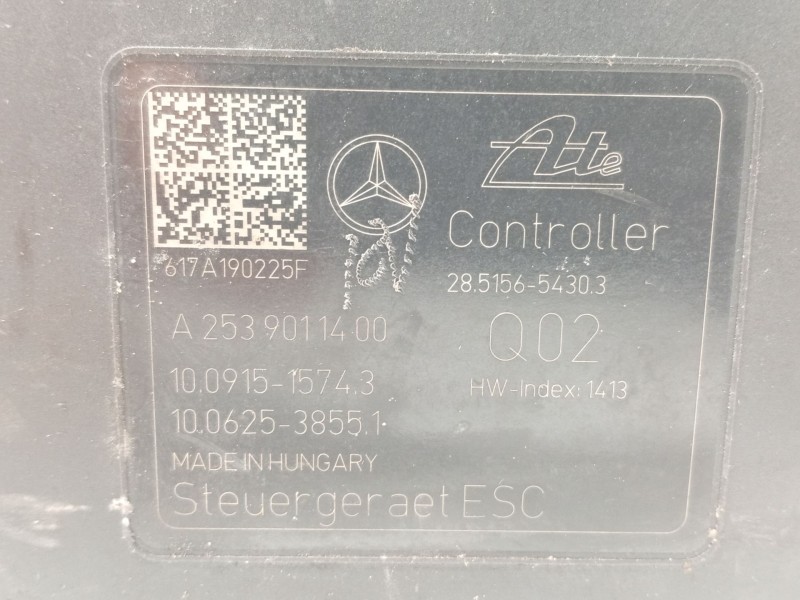 Ate
Controller
617A190225F
28.5156-5430.3
A 253 901 14 00
Q02
10.0915-1574.3
HW-Index: 1413
10.0625-3855.1
MADE IN HUNGARY
Steuergeraet ESC